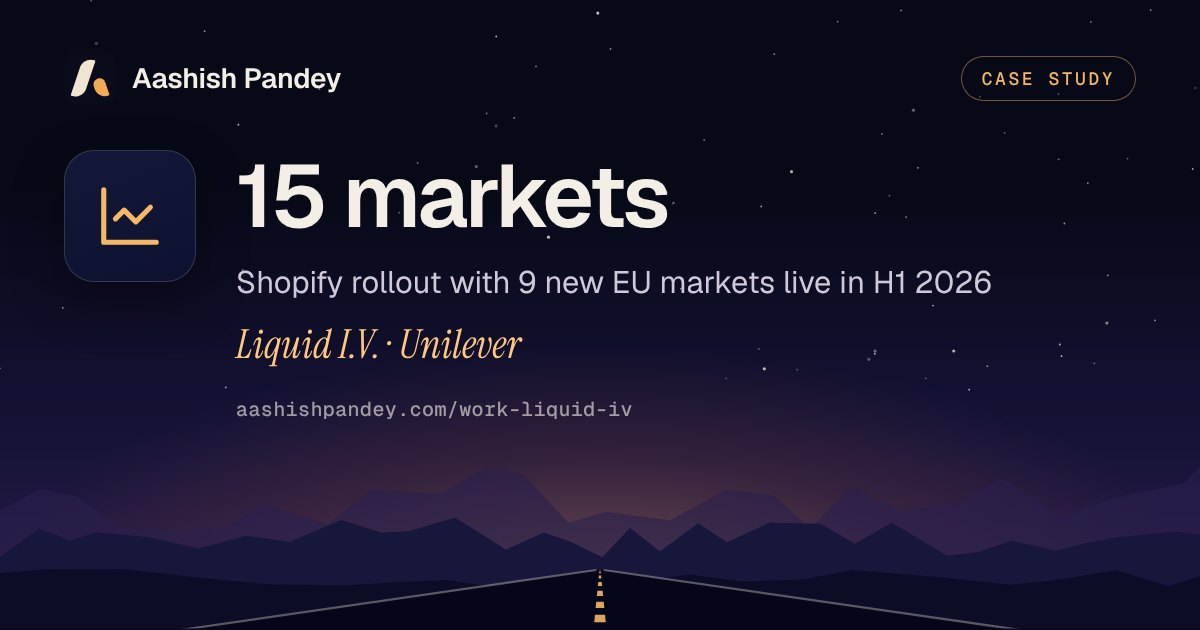 Aashish Pandey
CASE STUDY
15 markets
Shopify rollout with 9 new EU markets live in H1 2026
Liquid I.V. · Unilever
aashishpandey.com/work-liquid-iv